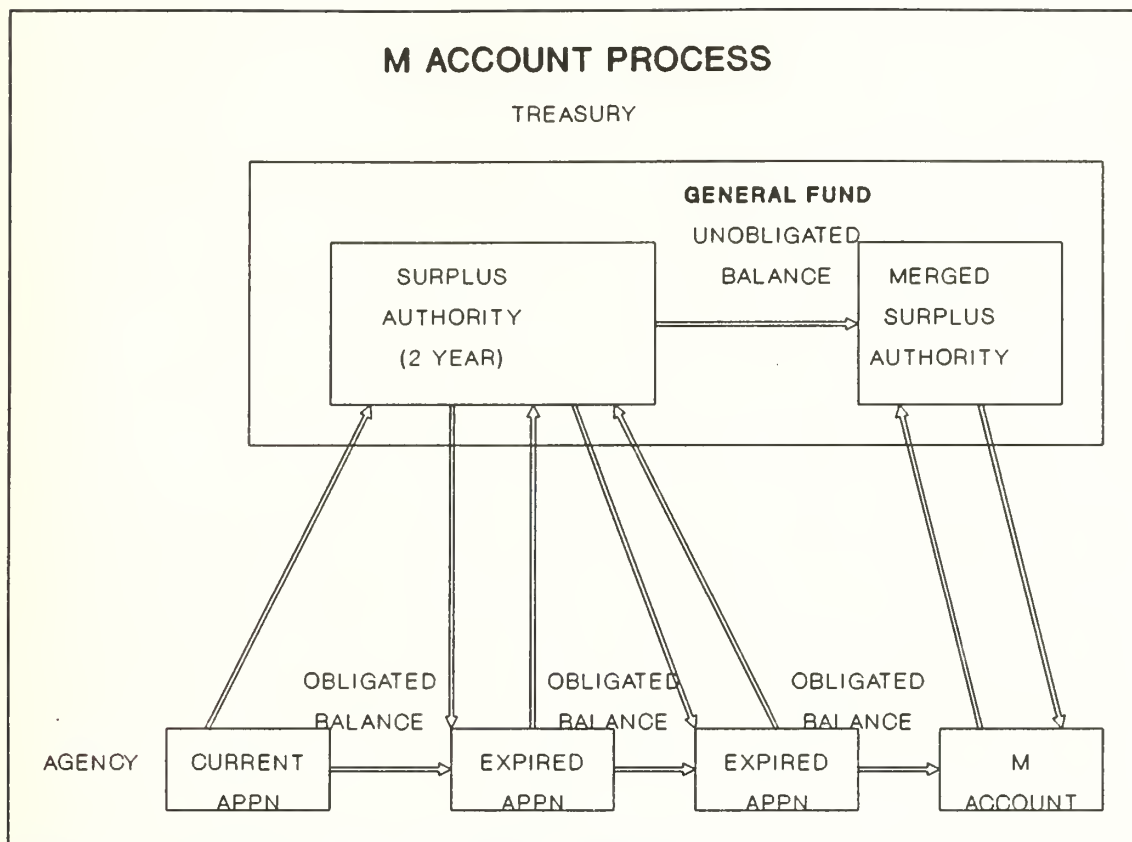 M ACCOUNT PROCESS
TREASURY
GENERAL FUND
UNOBLIGATED
BALANCE
SURPLUS
AUTHORITY
(2 YEAR)
MERGED
SURPLUS
AUTHORITY
OBLIGATED
BALANCE
OBLIGATED
BALANCE
OBLIGATED
BALANCE
AGENCY
CURRENT
APPN
EXPIRED
APPN
EXPIRED
APPN
M
ACCOUNT